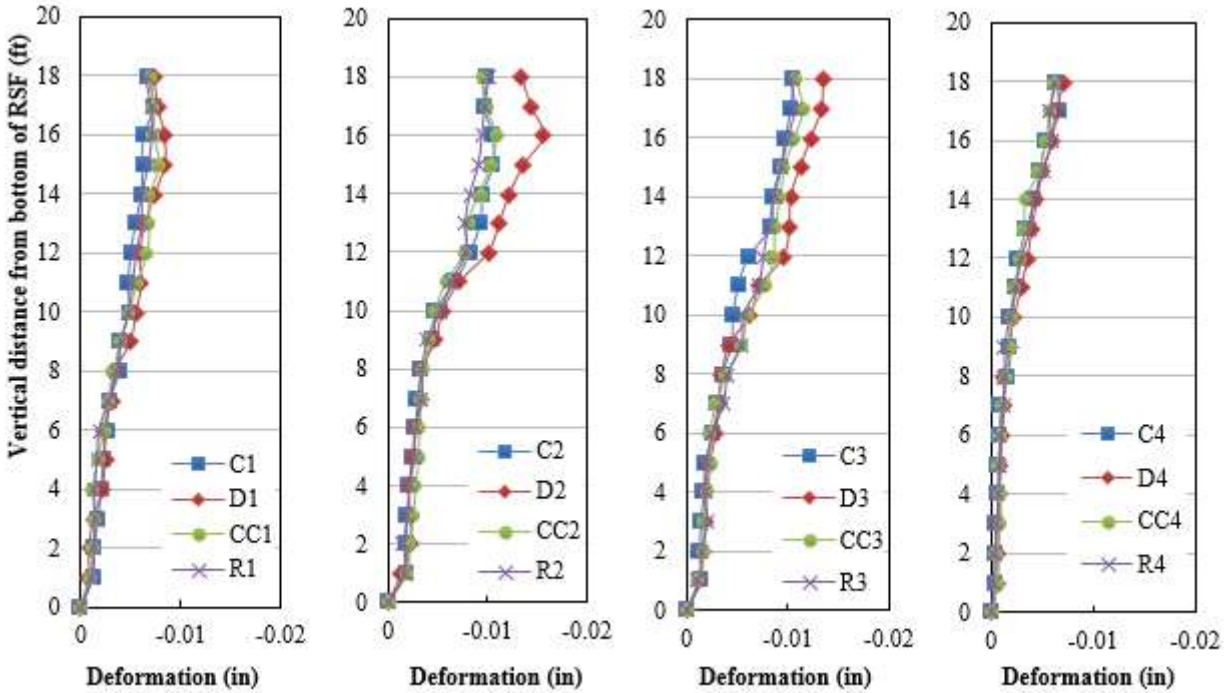 Vertical distance from bottom of RSF (ft)
20
18
16
14
12
10
8
6
4
2
0
C1
D1
CC1
R1
0
-0.01
-0.02
Deformation (in)
20
18
16
14
12
10
8
6
4
2
0
C2
D2
CC2
R2
0
-0.01
-0.02
Deformation (in)
20
18
16
14
12
10
8
6
4
2
0
C3
D3
CC3
R3
0
-0.01
-0.02
Deformation (in)
20
18
16
14
12
10
8
6
4
2
0
C4
D4
CC4
R4
0
-0.01
-0.02
Deformation (in)